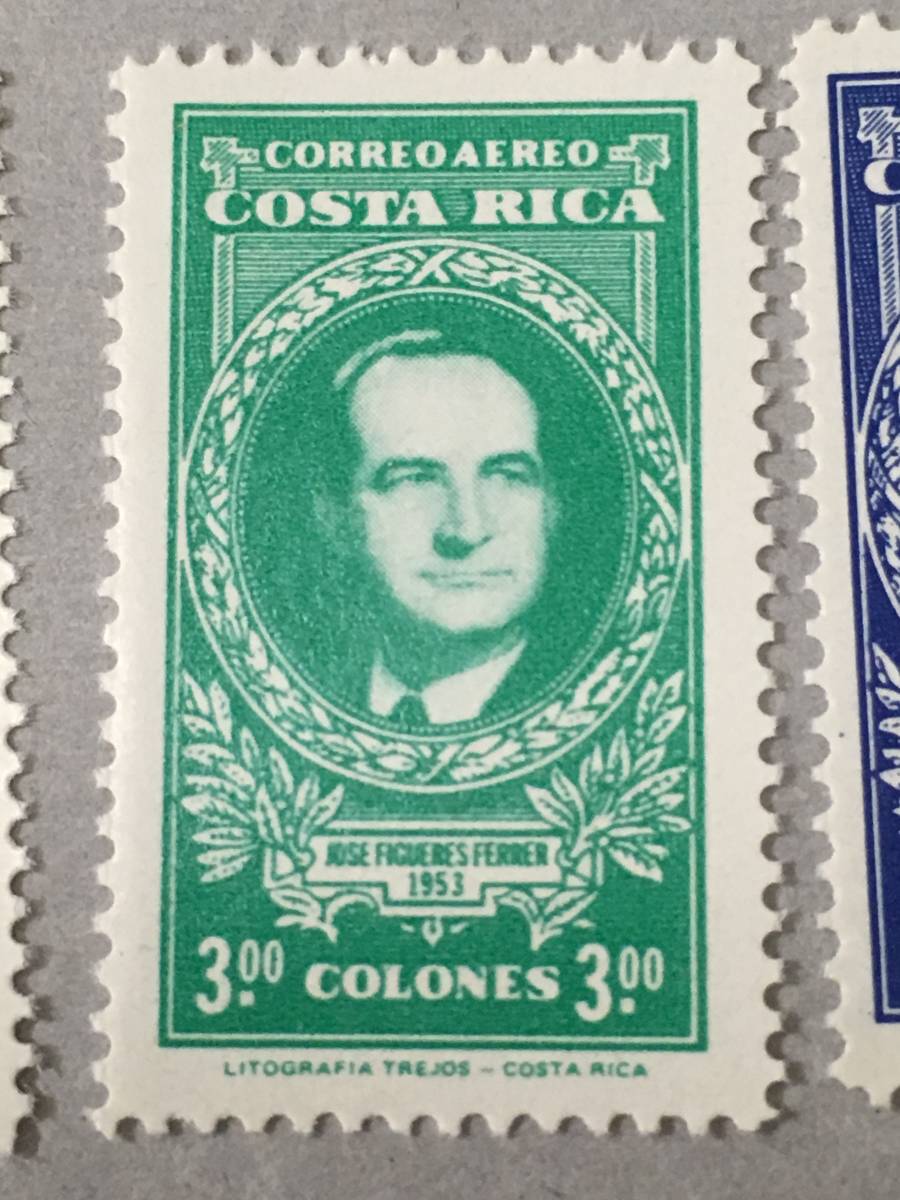 CORREO AEREO
COSTA RICA
JOSE FIGUERES FERRER
1953
3.00 COLONES 3.00
LITOGRAFIA TREJOS - COSTA RICA
C